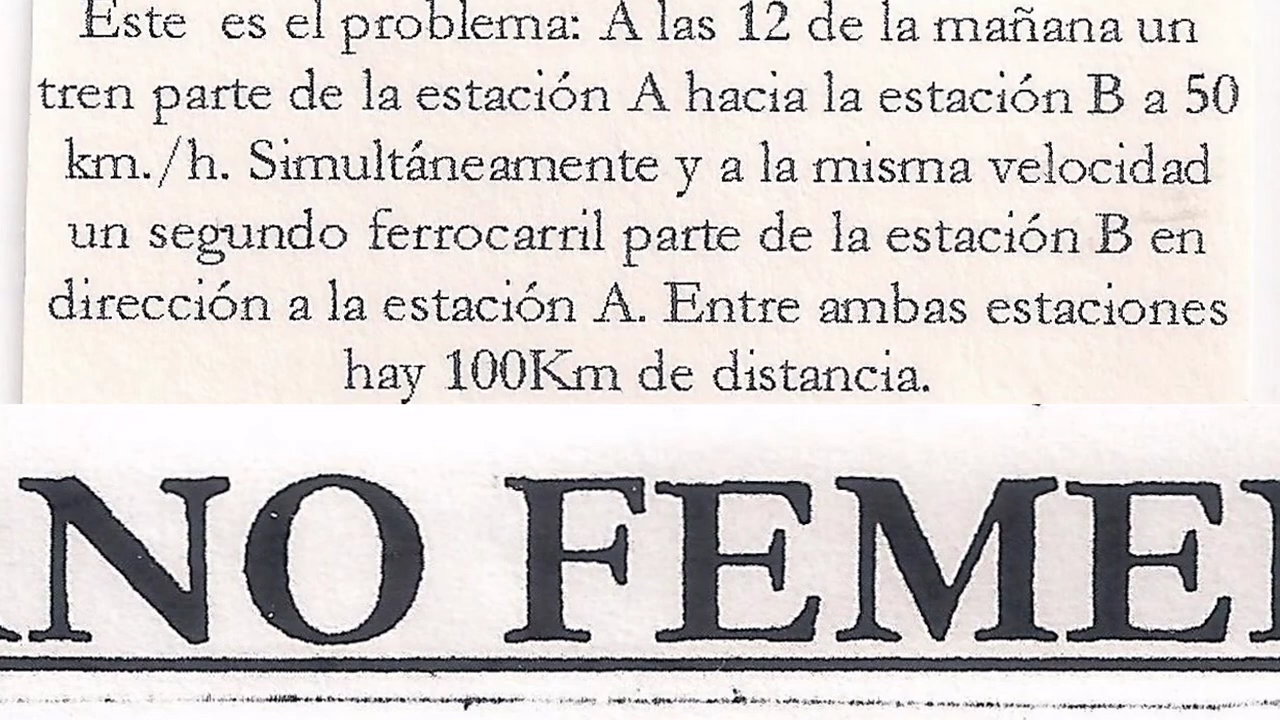 Este es el problema: A las 12 de la mañana un
tren parte de la estación A hacia la estación B a 50
km./h. Simultáneamente y a la misma velocidad
un segundo ferrocarril parte de la estación B en
dirección a la estación A. Entre ambas estaciones
hay 100Km de distancia.
NO FEME